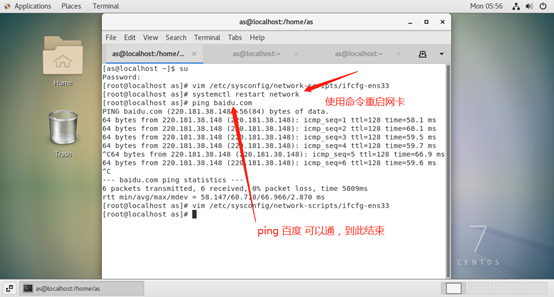 Applications Places Terminal Mon 05:56
as@localhost:/home/as
File Edit View Search Terminal Tabs Help
as@localhost:/home/... as@localhost:~ as@localhost:~
[as@localhost ~]$ su
Password:
[root@localhost as]# vim /etc/sysconfig/network-scripts/ifcfg-ens33
[root@localhost as]# systemctl restart network
[root@localhost as]# ping baidu.com
使用命令重启网卡
PING baidu.com (220.181.38.148) 56(84) bytes of data.
64 bytes from 220.181.38.148 (220.181.38.148): icmp_seq=1 ttl=128 time=58.1 ms
64 bytes from 220.181.38.148 (220.181.38.148): icmp_seq=2 ttl=128 time=60.1 ms
64 bytes from 220.181.38.148 (220.181.38.148): icmp_seq=3 ttl=128 time=59.5 ms
64 bytes from 220.181.38.148 (220.181.38.148): icmp_seq=4 ttl=128 time=59.7 ms
^C64 bytes from 220.181.38.148 (220.181.38.148): icmp_seq=5 ttl=128 time=66.9 ms
64 bytes from 220.181.38.148 (220.181.38.148): icmp_seq=6 ttl=128 time=59.6 ms
^C
--- baidu.com ping statistics ---
6 packets transmitted, 6 received, 0% packet loss, time 5009ms
rtt min/avg/max/mdev = 58.147/60.718/66.966/2.870 ms
[root@localhost as]# vim /etc/sysconfig/network-scripts/ifcfg-ens33
[root@localhost as]#
ping 百度 可以通，到此结束
Home
Trash
7
CENTOS
as@localhost:/home/as